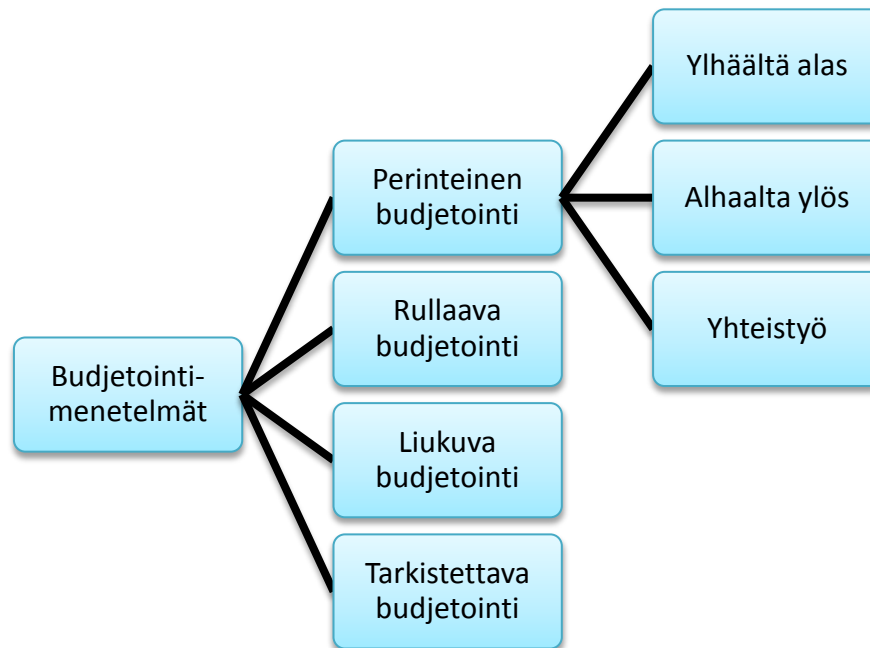 Budjetointi-
menetelmät
Perinteinen
budjetointi
Rullaava
budjetointi
Liukuva
budjetointi
Tarkistettava
budjetointi
Ylhäältä alas
Alhaalta ylös
Yhteistyö